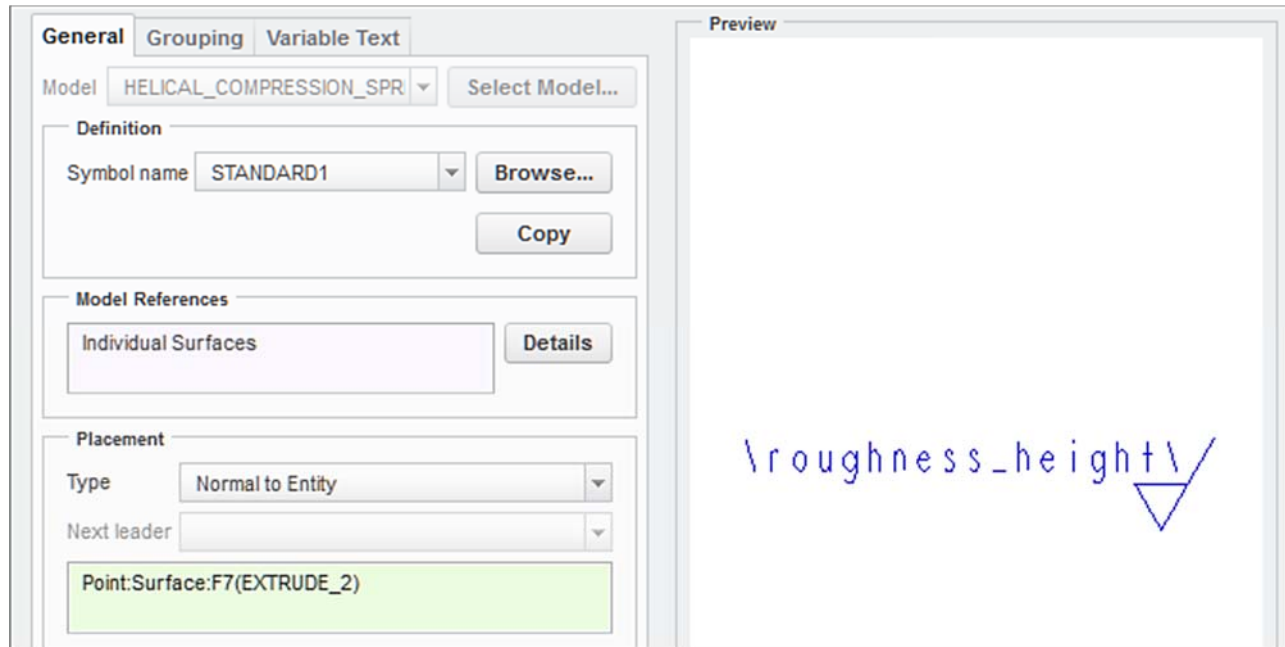 General Grouping Variable Text
Model HELICAL_COMPRESSION_SPR Select Model...
Definition
Symbol name STANDARD1 Browse...
Copy
Model References
Individual Surfaces Details
Placement
Type Normal to Entity
Next leader
Point:Surface:F7(EXTRUDE_2)
Preview
\roughness_height\